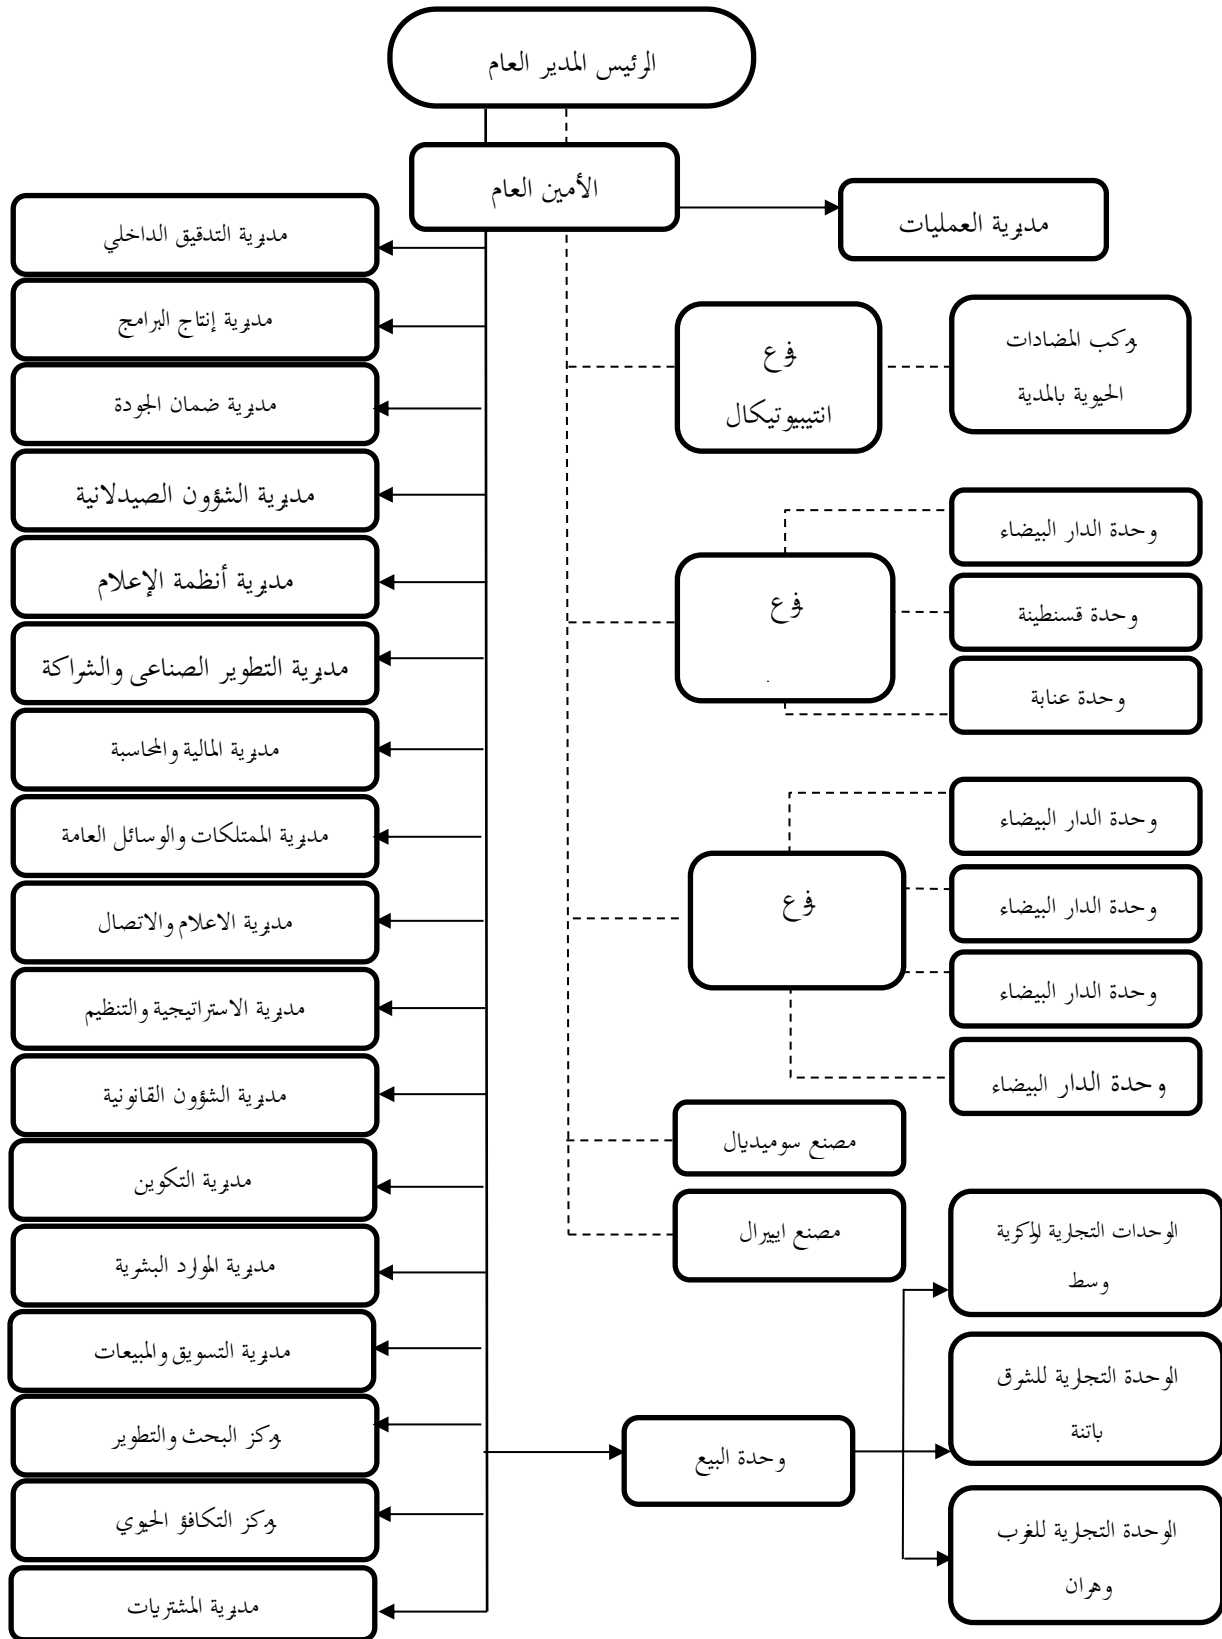 الرئيس المدير العام
الأمين العام
مديرية العمليات
مديرية التدقيق الداخلي
مديرية إنتاج البرامج
مديرية ضمان الجودة
مديرية الشؤون الصيدلانية
مديرية أنظمة الإعلام
مديرية التطوير الصناعي والشراكة
مديرية المالية والمحاسبة
مديرية الممتلكات والوسائل العامة
مديرية الاعلام والاتصال
مديرية الاستراتيجية والتنظيم
مديرية الشؤون القانونية
مديرية التكوين
مديرية الموارد البشرية
مديرية التسويق والمبيعات
مركز البحث والتطوير
مركز التكافؤ الحيوي
مديرية المشتريات
فرع
انتيبيوتيكال
مركب المضادات
الحيوية بالمدية
فرع
وحدة الدار البيضاء
وحدة قسنطينة
وحدة عنابة
فرع
وحدة الدار البيضاء
وحدة الدار البيضاء
وحدة الدار البيضاء
وحدة الدار البيضاء
مصنع سوميديال
مصنع ايبيرال
وحدة البيع
الوحدات التجارية المركزية
وسط
الوحدة التجارية للشرق
باتنة
الوحدة التجارية للغرب
وهران